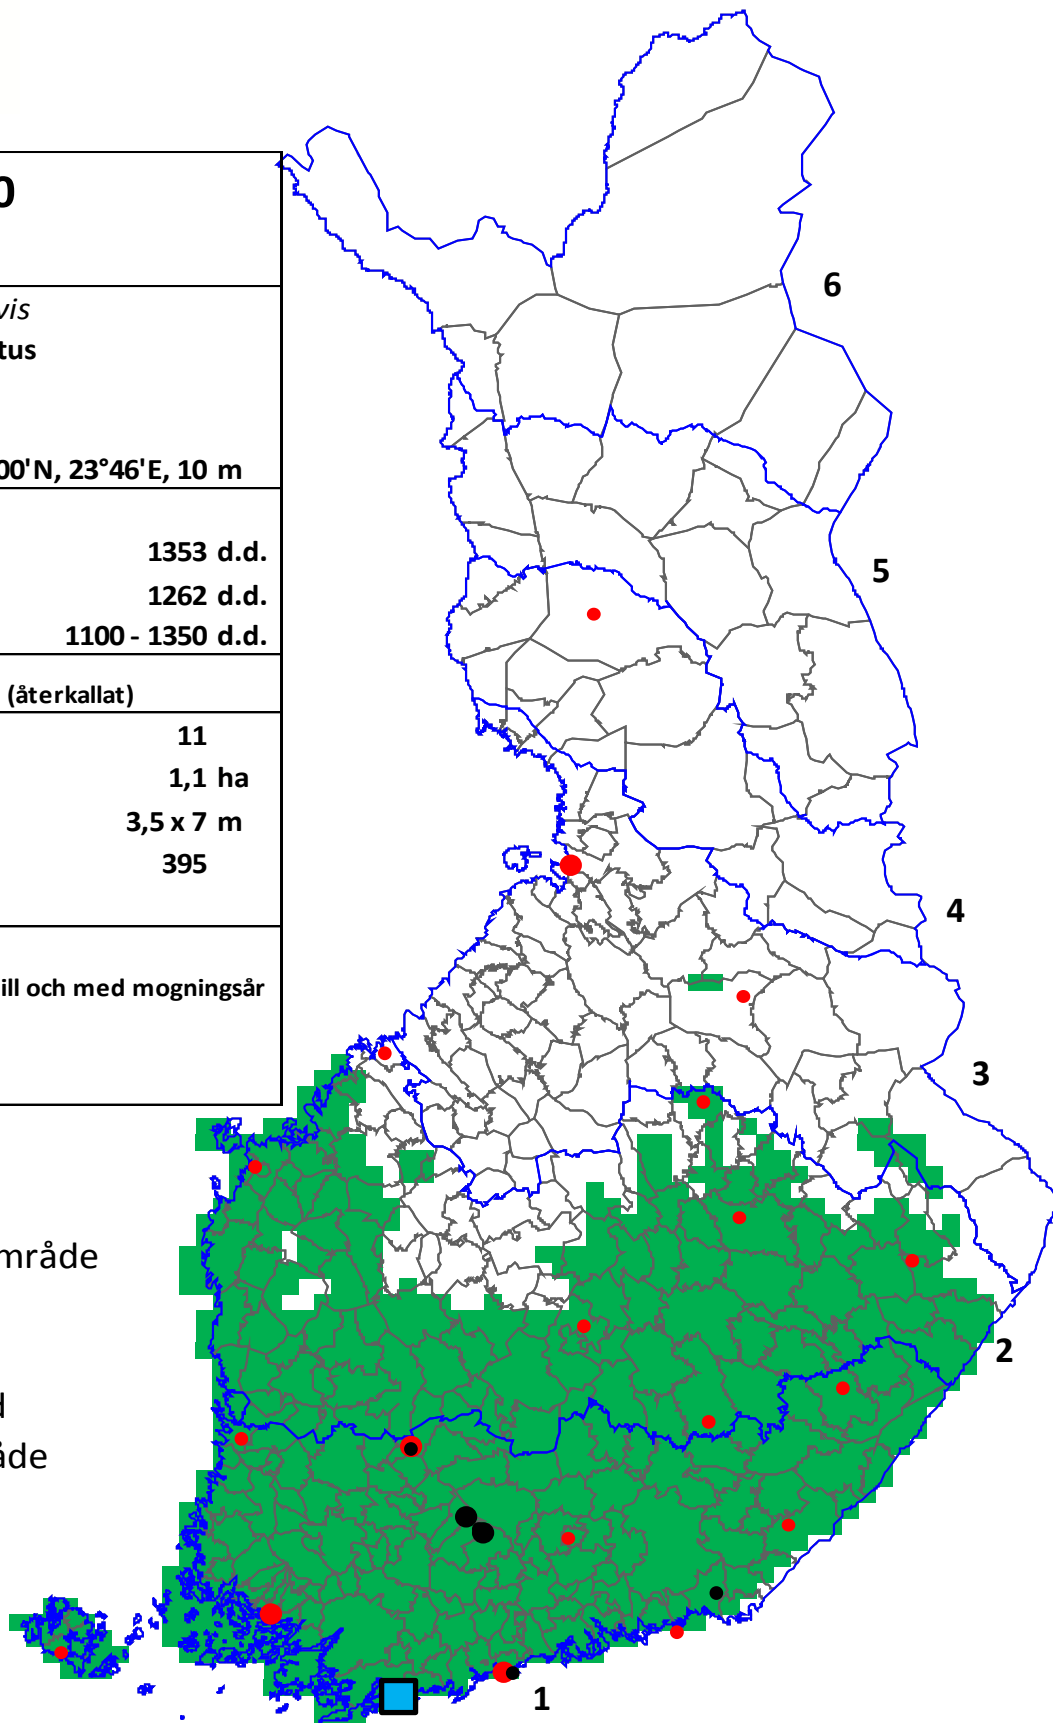 0
vis
tus
00'N, 23°46'E, 10 m
1353 d.d.
1262 d.d.
1100 - 1350 d.d.
(återkallat)
11
1,1 ha
3,5 x 7 m
395
ill och med mogningsår
mråde
d
åde
6
5
4
3
2
1